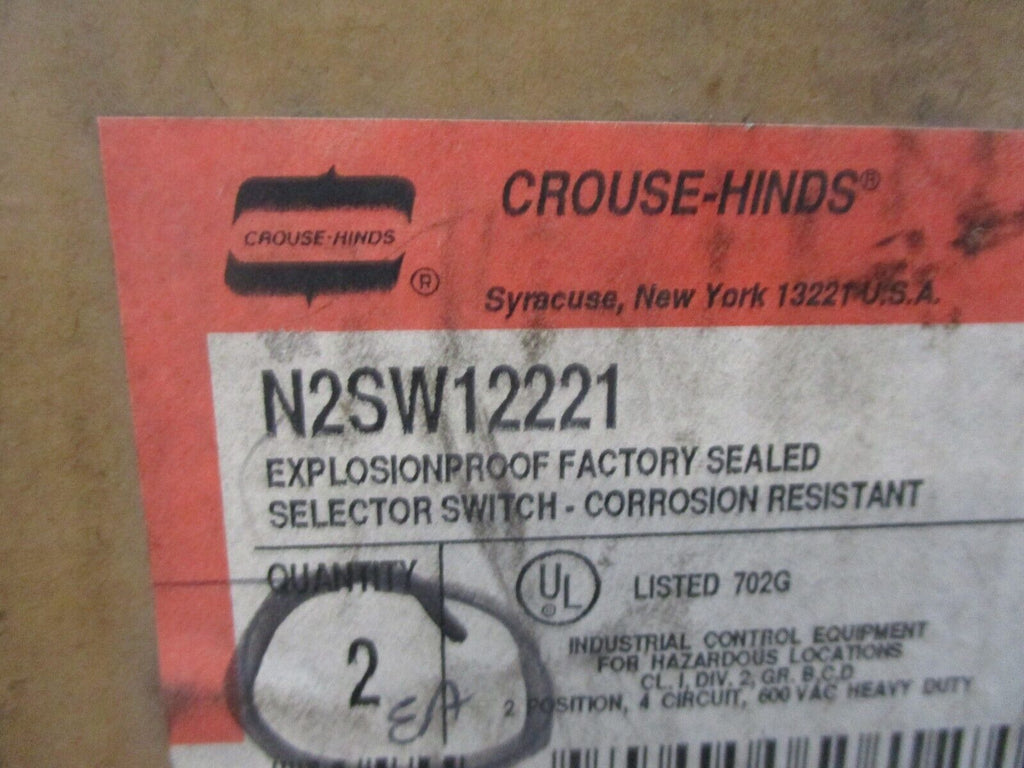 CROUSE-HINDS
®
CROUSE-HINDS®
Syracuse, New York 13221 U.S.A.
N2SW12221
EXPLOSIONPROOF FACTORY SEALED
SELECTOR SWITCH - CORROSION RESISTANT
QUANTITY
2
EA
UL
®
LISTED 702G
INDUSTRIAL CONTROL EQUIPMENT
FOR HAZARDOUS LOCATIONS
CL. I, DIV. 2, GR. B,C,D
2 POSITION, 4 CIRCUIT, 600 VAC HEAVY DUTY